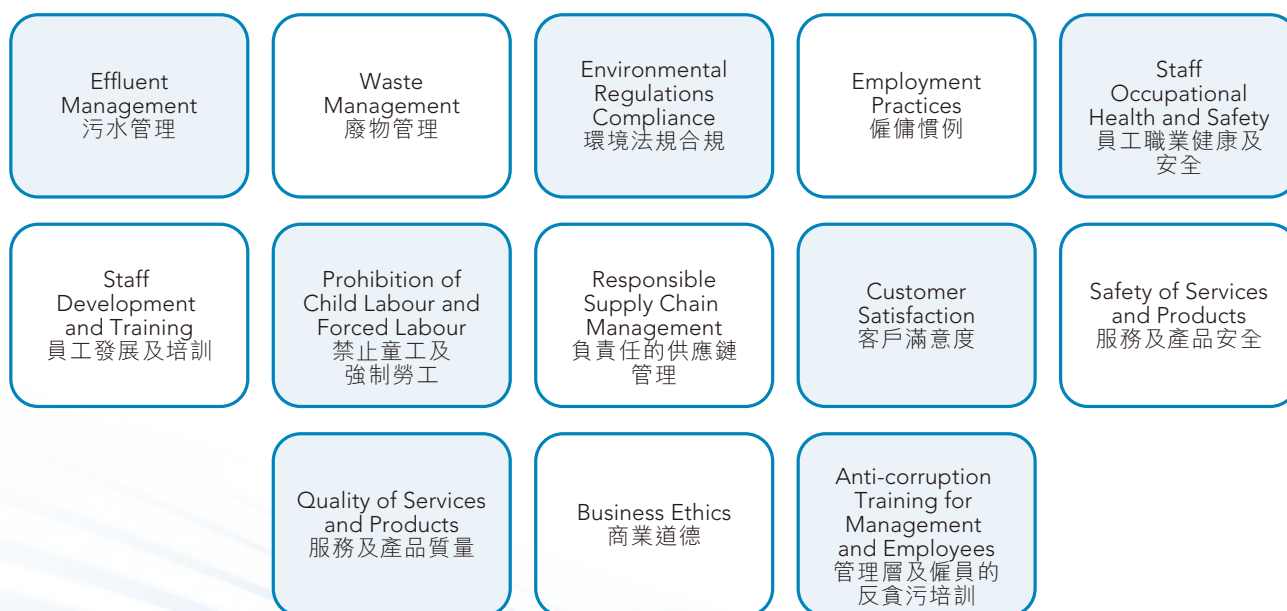 Effluent
Management
污水管理
Waste
Management
廢物管理
Environmental
Regulations
Compliance
環境法規合規
Employment
Practices
僱傭慣例
Staff
Occupational
Health and Safety
員工職業健康及
安全
Staff
Development
and Training
員工發展及培訓
Prohibition of
Child Labour and
Forced Labour
禁止童工及
強制勞工
Responsible
Supply Chain
Management
負責任的供應鏈
管理
Customer
Satisfaction
客戶滿意度
Safety of Services
and Products
服務及產品安全
Quality of Services
and Products
服務及產品質量
Business Ethics
商業道德
Anti-corruption
Training for
Management
and Employees
管理層及僱員的
反貪污培訓